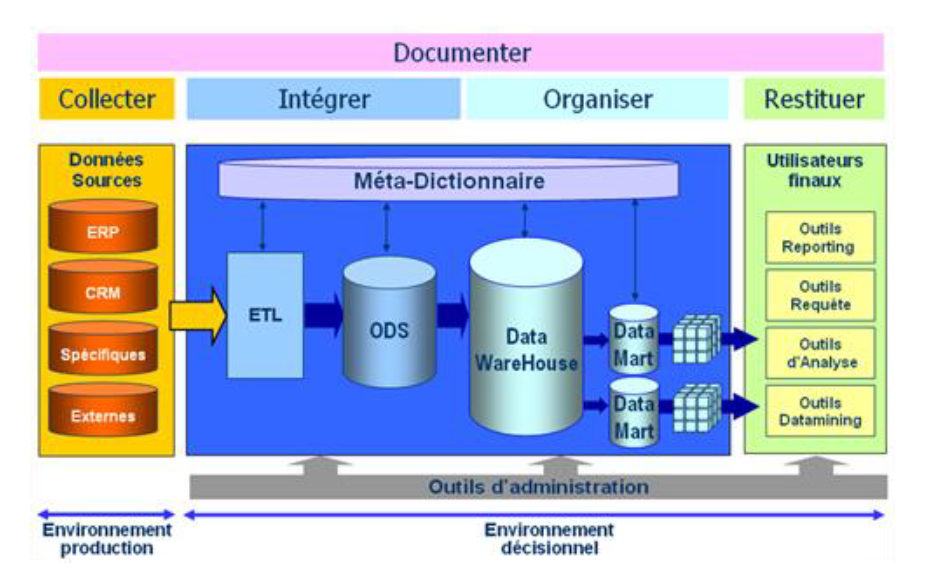 Documenter
Collecter
Intégrer
Organiser
Restituer
Données
Sources
ERP
CRM
Spécifiques
Externes
Méta-Dictionnaire
ETL
ODS
Data
WareHouse
Data
Mart
Data
Mart
Utilisateurs
finaux
Outils
Reporting
Outils
Requête
Outils
d'Analyse
Outils
Datamining
Outils d'administration
Environnement
production
Environnement
décisionnel